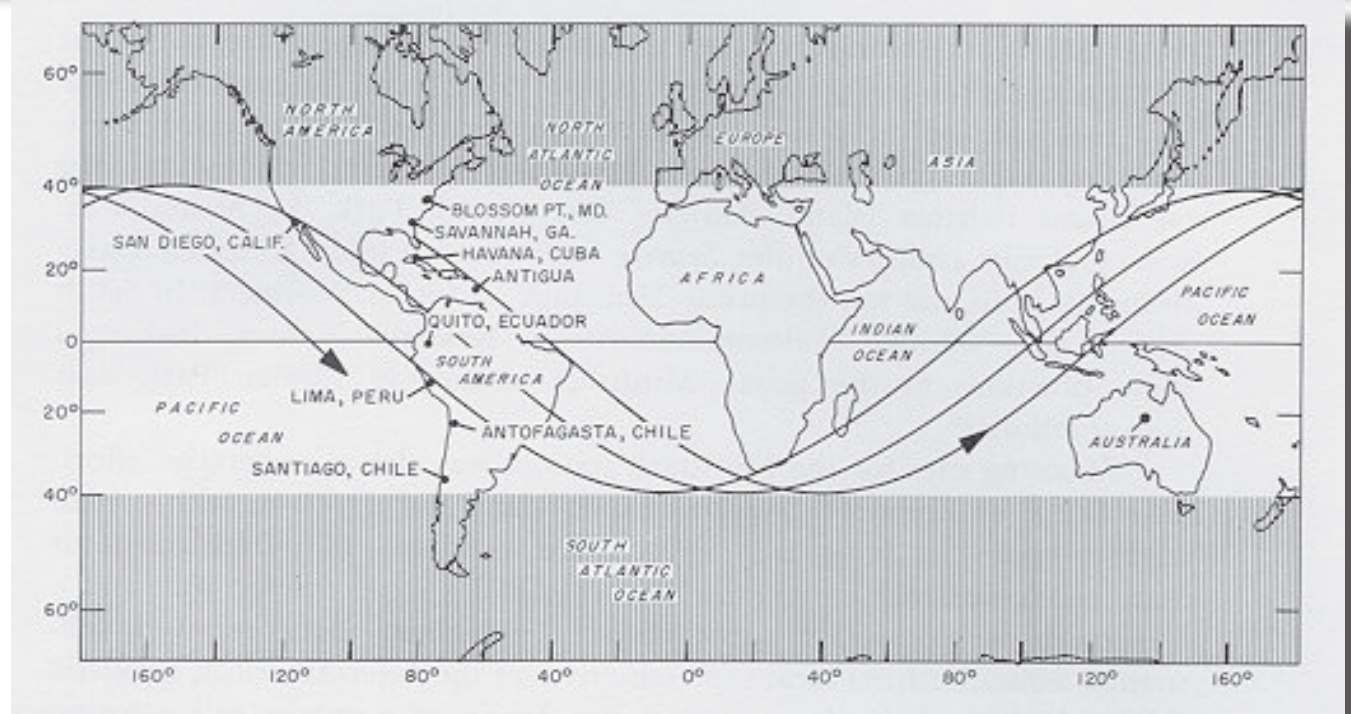 60°
NORTH
AMERICA
NORTH
ATLANTIC
OCEAN
EUROPE
ASIA
40°
BLOSSOM PT., MD.
SAVANNAH, GA.
SAN DIEGO, CALIF.
HAVANA, CUBA
20°
ANTIGUA
AFRICA
PACIFIC
OCEAN
QUITO, ECUADOR
INDIAN
OCEAN
0
SOUTH
AMERICA
LIMA, PERU
PACIFIC
OCEAN
20°
ANTOFAGASTA, CHILE
AUSTRALIA
SANTIAGO, CHILE
40°
SOUTH
ATLANTIC
OCEAN
60°
160° 120° 80° 40° 0° 40° 80° 120° 160°